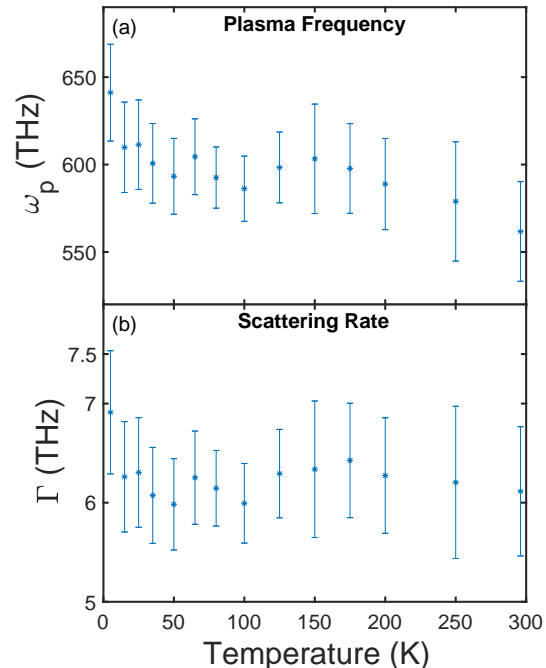 (a)
Plasma Frequency
650
600
550
ωp (THz)
(b)
Scattering Rate
7.5
7
6
5
Γ (THz)
0 50 100 150 200 250 300
Temperature (K)